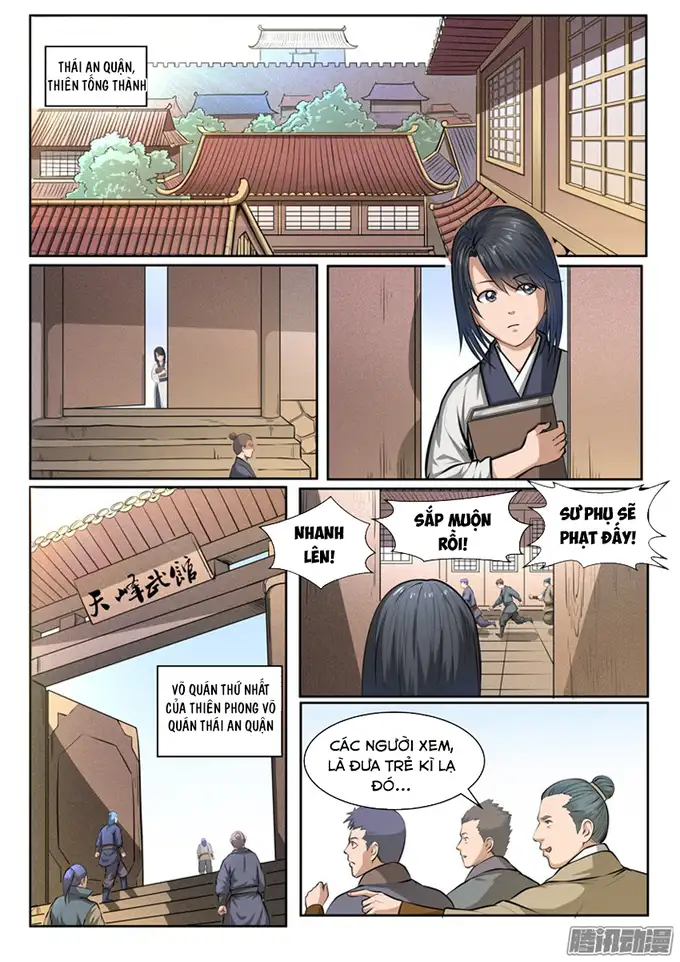 THÁI AN QUẬN,
THIÊN TỐNG THÀNH
天峰武館
NHANH
LÊN!
SẮP MUỘN
RỒI!
SƯ PHỤ SẼ
PHẠT ĐẤY!
VÕ QUÁN THỨ NHẤT
CỦA THIÊN PHONG VÕ
QUÁN THÁI AN QUẬN
CÁC NGƯỜI XEM,
LÀ ĐƯA TRẺ KÌ LẠ
ĐÓ...
腾讯动漫